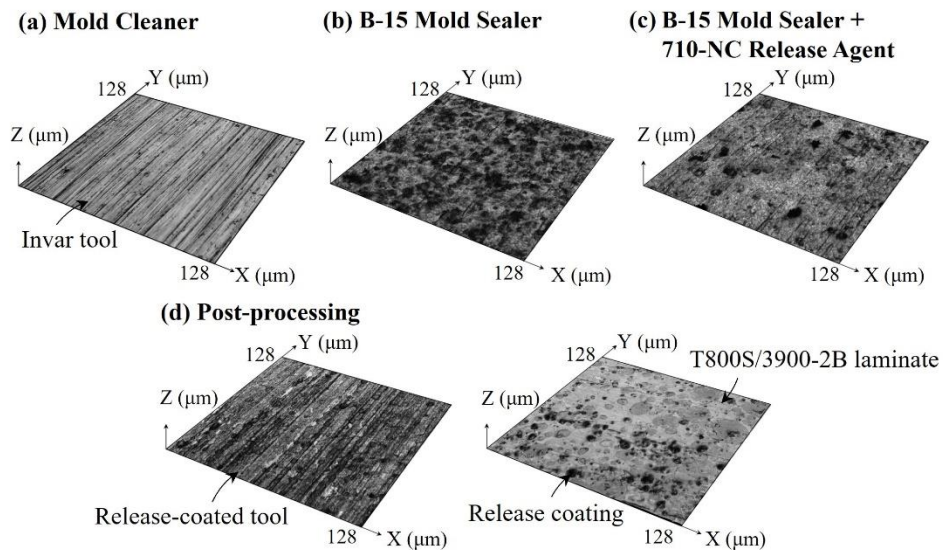 (a) Mold Cleaner
(b) B-15 Mold Sealer
(c) B-15 Mold Sealer +
710-NC Release Agent
Y (μm)
128
Z (μm)
Invar tool
128
X (μm)
Y (μm)
128
Z (μm)
128
X (μm)
Y (μm)
128
Z (μm)
128
X (μm)
(d) Post-processing
Y (μm)
128
Z (μm)
Release-coated tool
128
X (μm)
Y (μm)
128
T800S/3900-2B laminate
Z (μm)
Release coating
128
X (μm)